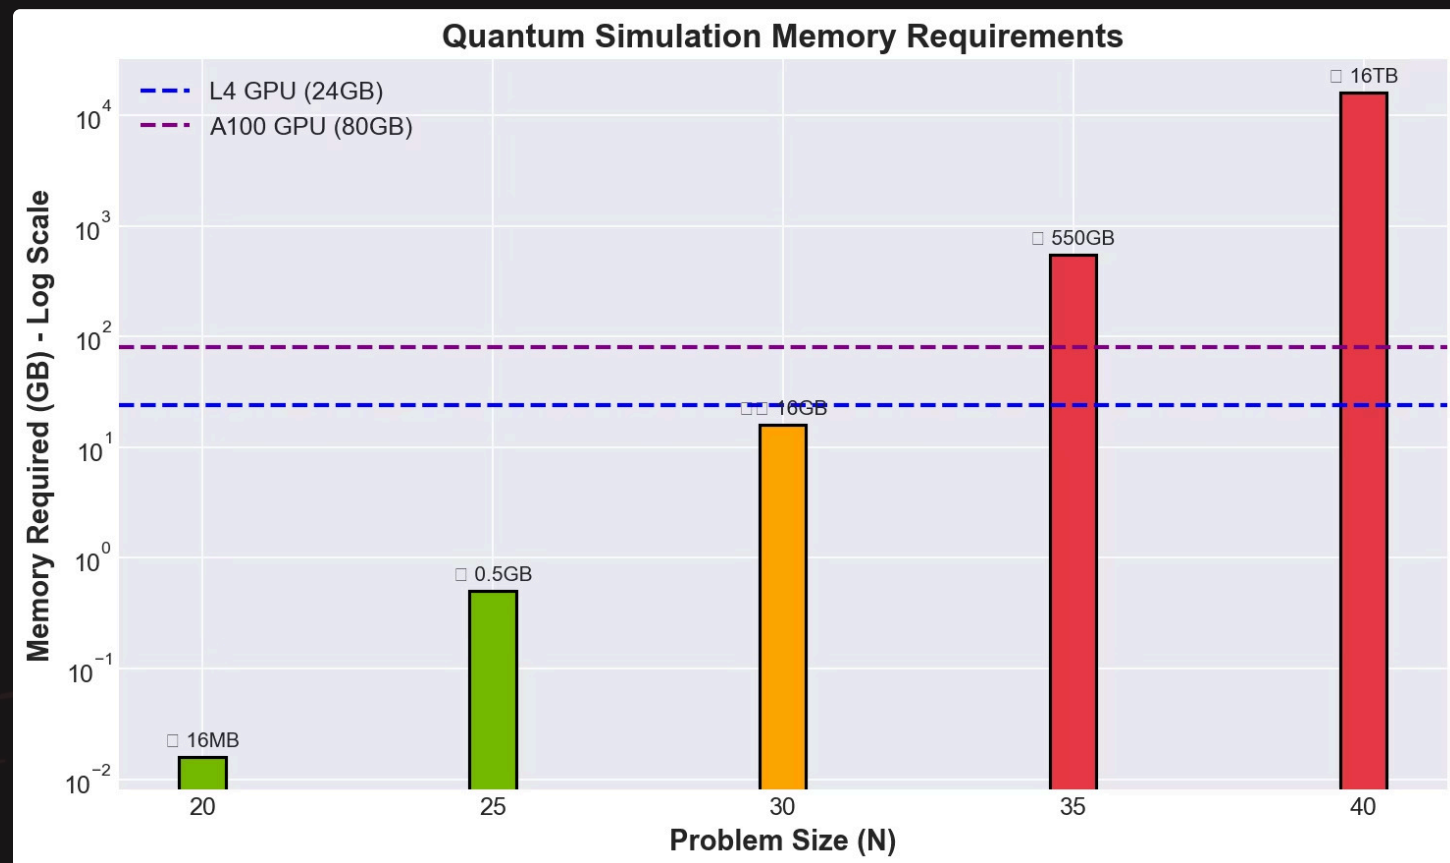 Quantum Simulation Memory Requirements
L4 GPU (24GB)
A100 GPU (80GB)
Memory Required (GB) - Log Scale
10⁴
10³
10²
10¹
10⁰
10⁻¹
10⁻²
□ 16MB
□ 0.5GB
□□ 16GB
□ 550GB
□ 16TB
20 25 30 35 40
Problem Size (N)